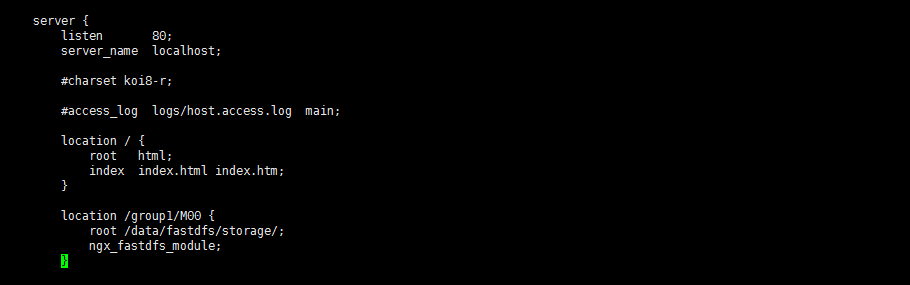 server {
listen       80;
server_name  localhost;
#charset koi8-r;
#access_log  logs/host.access.log  main;
location / {
root   html;
index  index.html index.htm;
}
location /group1/M00 {
root /data/fastdfs/storage/;
ngx_fastdfs_module;
}